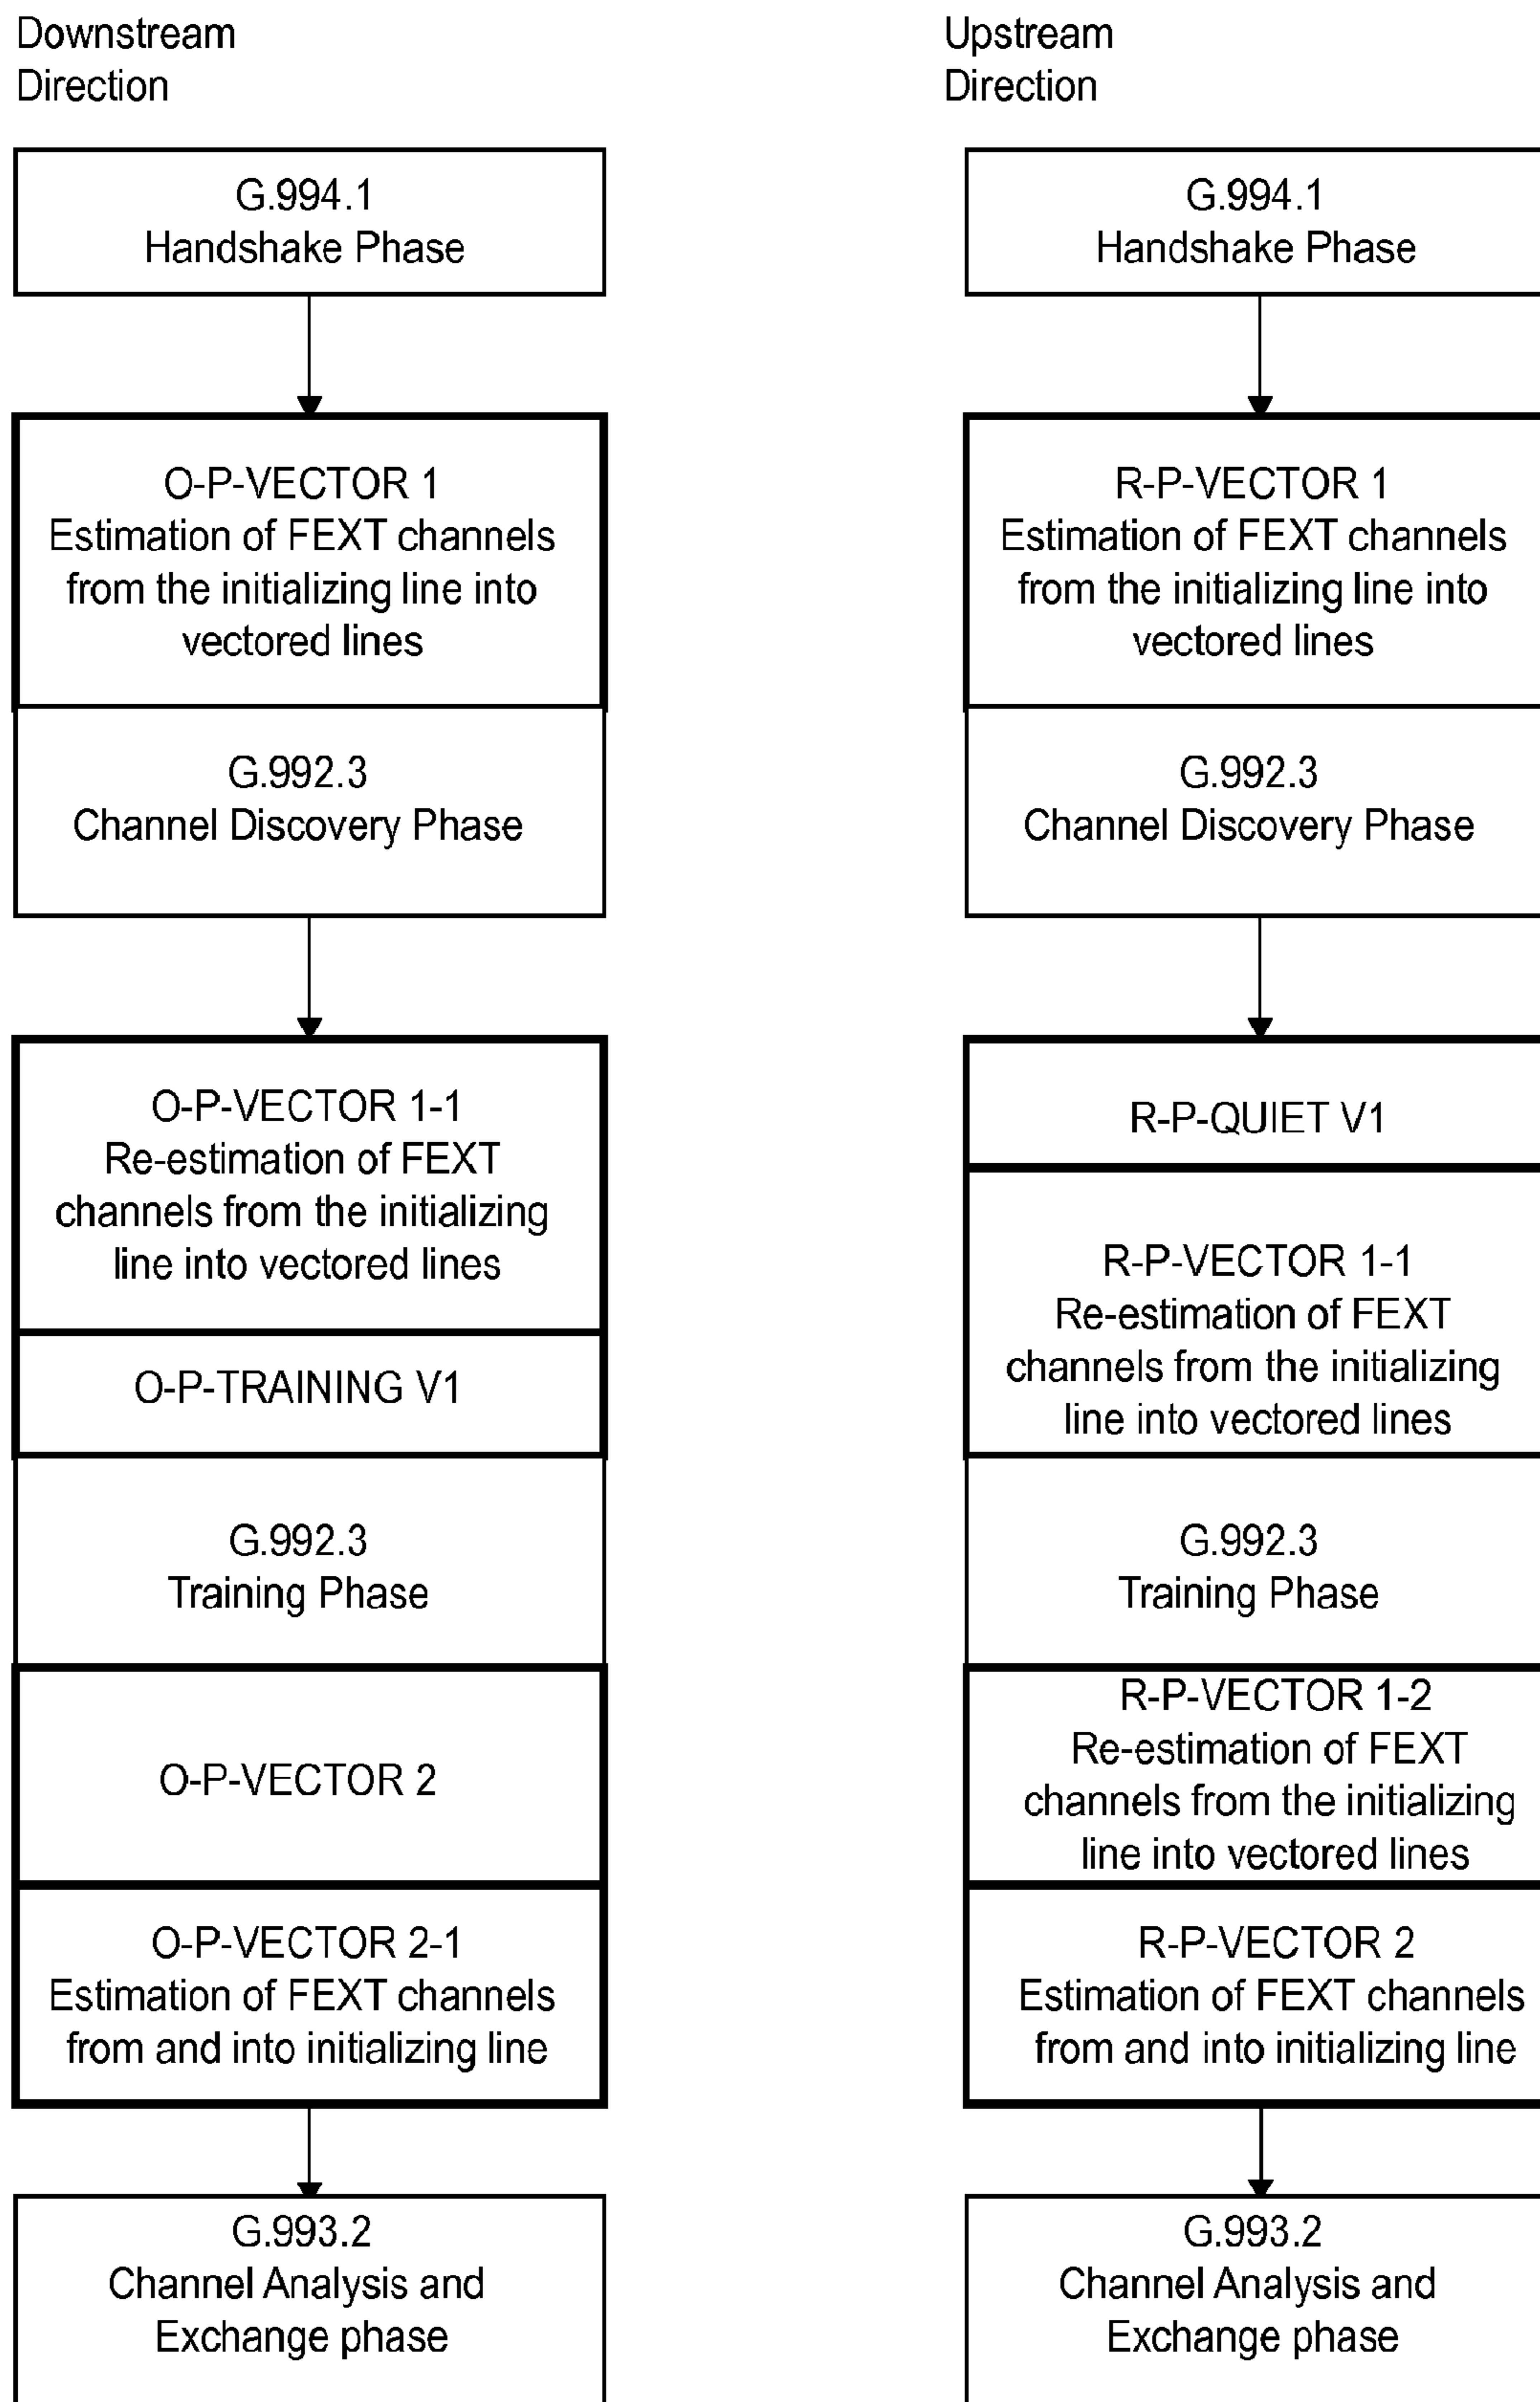 Downstream
Direction
G.994.1
Handshake Phase
O-P-VECTOR 1
Estimation of FEXT channels
from the initializing line into
vectored lines
G.992.3
Channel Discovery Phase
O-P-VECTOR 1-1
Re-estimation of FEXT
channels from the initializing
line into vectored lines
O-P-TRAINING V1
G.992.3
Training Phase
O-P-VECTOR 2
O-P-VECTOR 2-1
Estimation of FEXT channels
from and into initializing line
G.993.2
Channel Analysis and
Exchange phase
Upstream
Direction
G.994.1
Handshake Phase
R-P-VECTOR 1
Estimation of FEXT channels
from the initializing line into
vectored lines
G.992.3
Channel Discovery Phase
R-P-QUIET V1
R-P-VECTOR 1-1
Re-estimation of FEXT
channels from the initializing
line into vectored lines
G.992.3
Training Phase
R-P-VECTOR 1-2
Re-estimation of FEXT
channels from the initializing
line into vectored lines
R-P-VECTOR 2
Estimation of FEXT channels
from and into initializing line
G.993.2
Channel Analysis and
Exchange phase